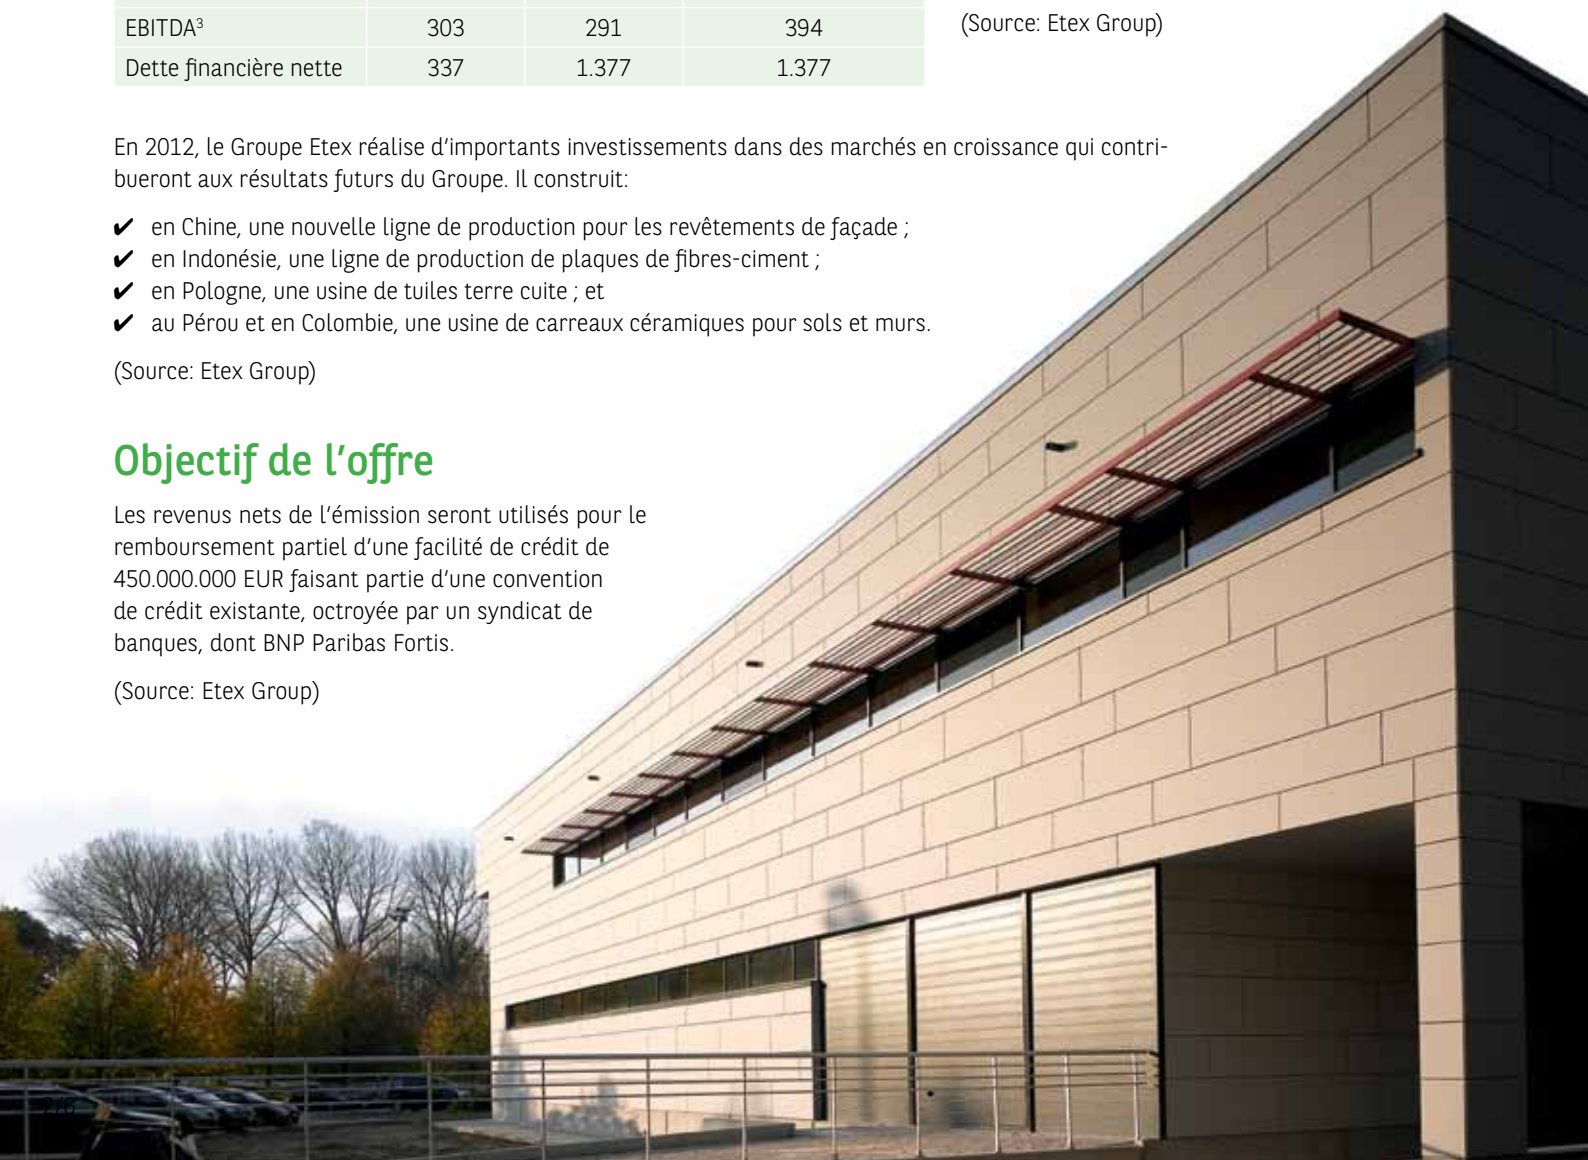 EBITDA³ 303 291 394
(Source: Etex Group)
Dette financière nette 337 1.377 1.377
En 2012, le Groupe Etex réalise d'importants investissements dans des marchés en croissance qui contri-
bueront aux résultats futurs du Groupe. Il construit:
✔ en Chine, une nouvelle ligne de production pour les revêtements de façade ;
✔ en Indonésie, une ligne de production de plaques de fibres-ciment ;
✔ en Pologne, une usine de tuiles terre cuite ; et
✔ au Pérou et en Colombie, une usine de carreaux céramiques pour sols et murs.
(Source: Etex Group)
Objectif de l'offre
Les revenus nets de l'émission seront utilisés pour le
remboursement partiel d'une facilité de crédit de
450.000.000 EUR faisant partie d'une convention
de crédit existante, octroyée par un syndicat de
banques, dont BNP Paribas Fortis.
(Source: Etex Group)
2/6